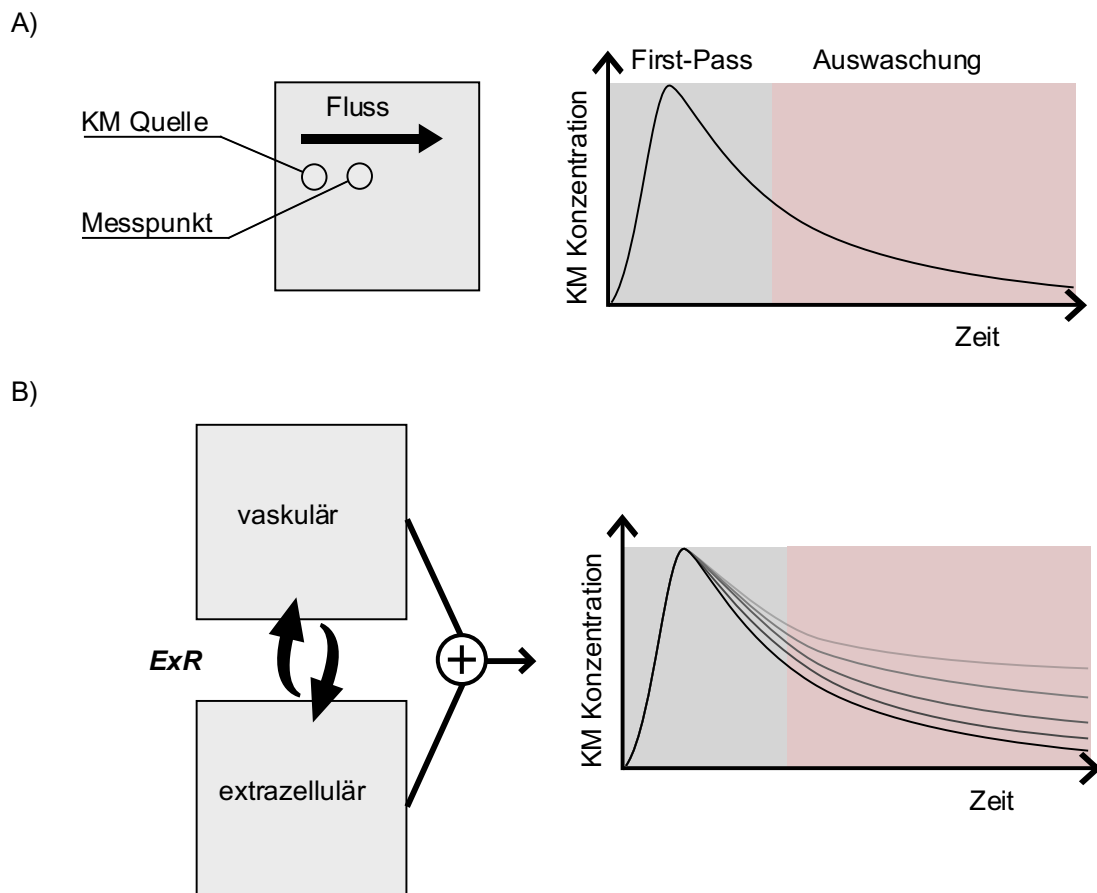 A)
First-Pass
Auswaschung
Fluss
KM Quelle
Messpunkt
KM Konzentration
Zeit
B)
vaskulär
ExR
extrazellulär
KM Konzentration
Zeit